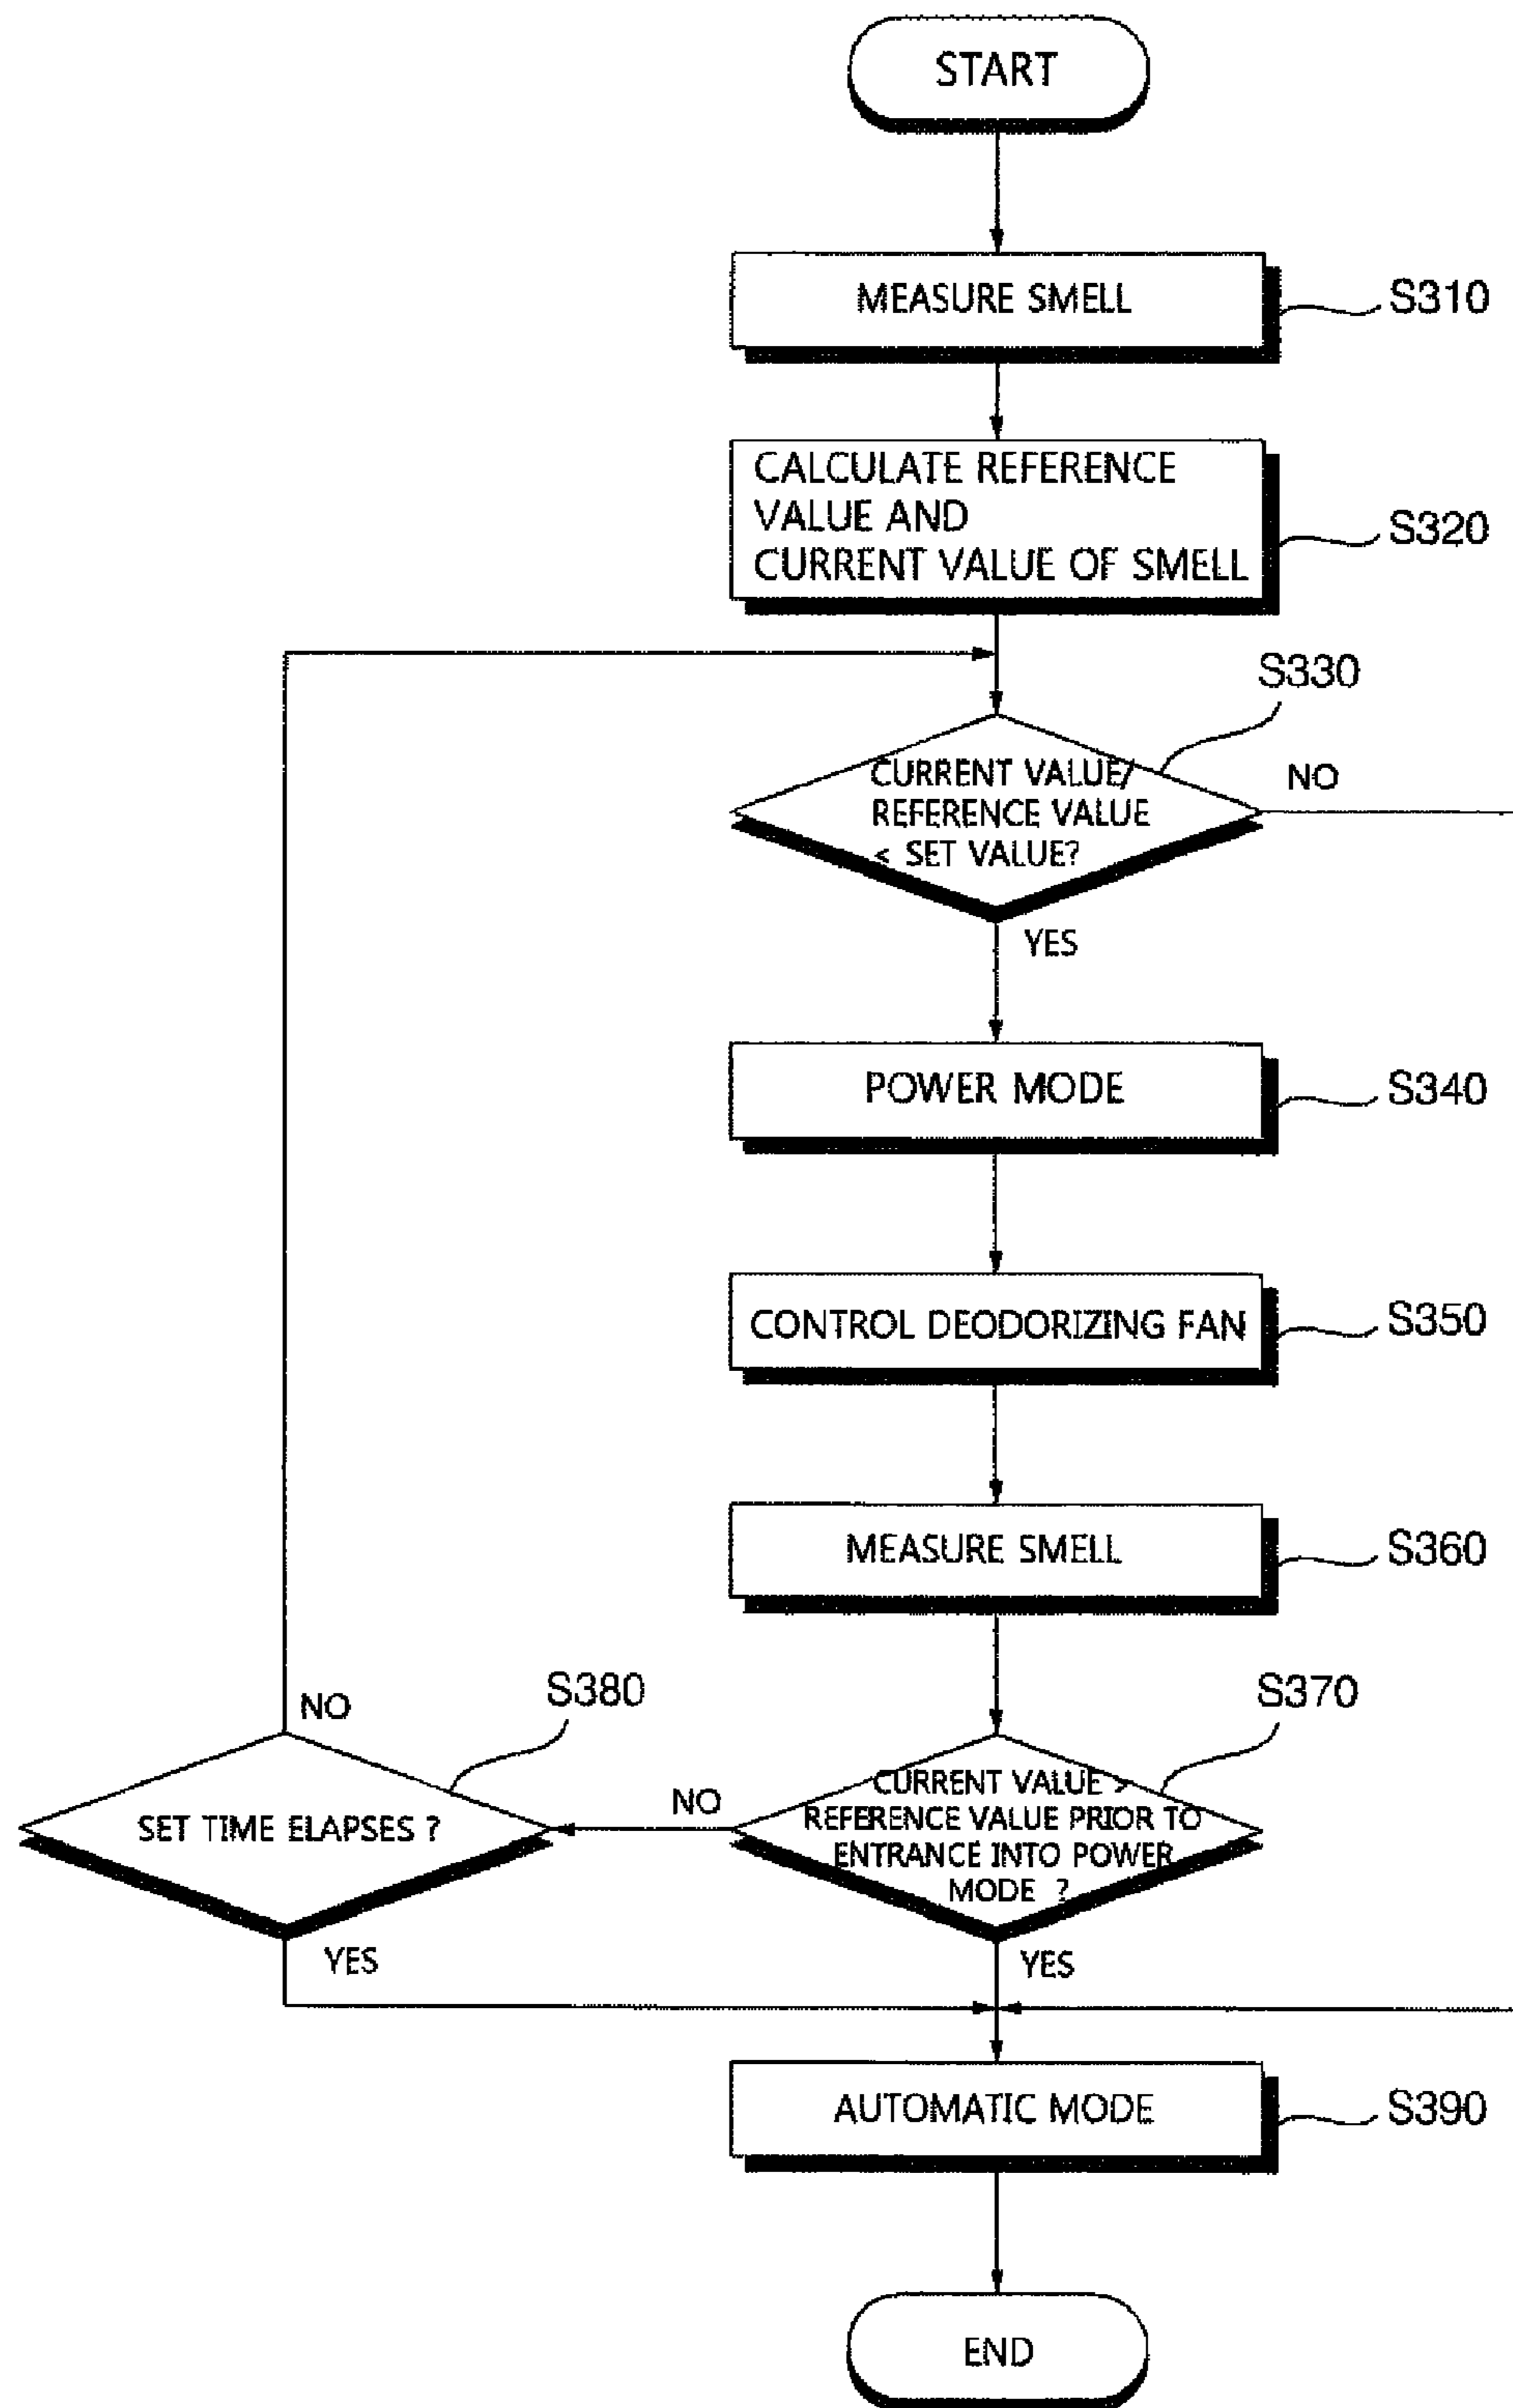 START
MEASURE SMELL
S310
CALCULATE REFERENCE
VALUE AND
CURRENT VALUE OF SMELL
S320
S330
CURRENT VALUE/
REFERENCE VALUE
< SET VALUE?
NO
YES
POWER MODE
S340
CONTROL DEODORIZING FAN
S350
MEASURE SMELL
S360
S370
CURRENT VALUE >
REFERENCE VALUE PRIOR TO
ENTRANCE INTO POWER
MODE ?
NO
S380
SET TIME ELAPSES ?
NO
YES
YES
AUTOMATIC MODE
S390
END